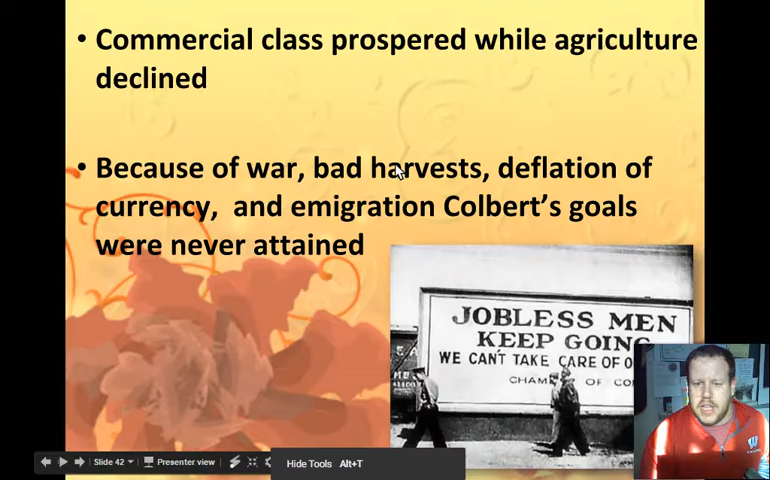 • Commercial class prospered while agriculture
declined
• Because of war, bad harvests, deflation of
currency, and emigration Colbert's goals
were never attained
JOBLESS MEN
KEEP GOING
WE CAN'T TAKE CARE OF O
CHAM OF CO
Slide 42
Presenter view
Hide Tools Alt+T